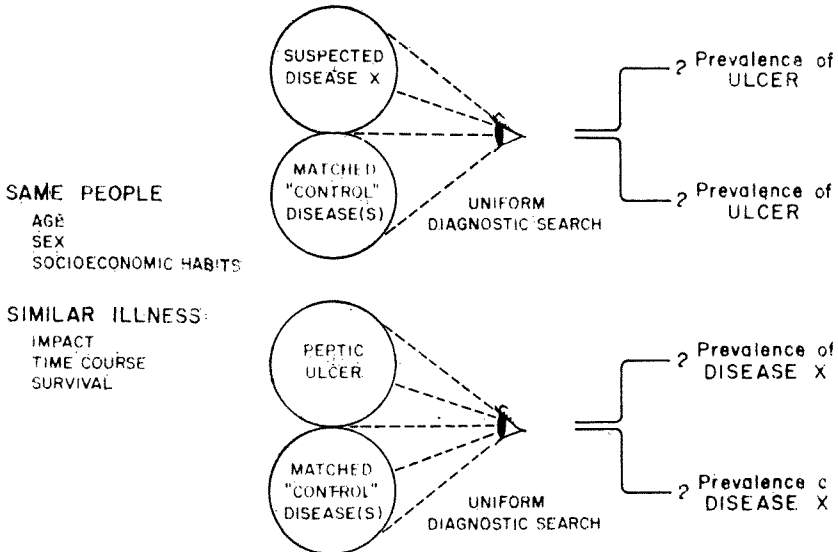 SUSPECTED
DISEASE X
MATCHED
"CONTROL"
DISEASE(S)
UNIFORM
DIAGNOSTIC SEARCH
? Prevalence of
ULCER
? Prevalence of
ULCER
SAME PEOPLE
AGE
SEX
SOCIOECONOMIC HABITS
SIMILAR ILLNESS:
IMPACT
TIME COURSE
SURVIVAL
PEPTIC
ULCER
MATCHED
"CONTROL"
DISEASE(S)
UNIFORM
DIAGNOSTIC SEARCH
? Prevalence of
DISEASE X
? Prevalence
DISEASE X